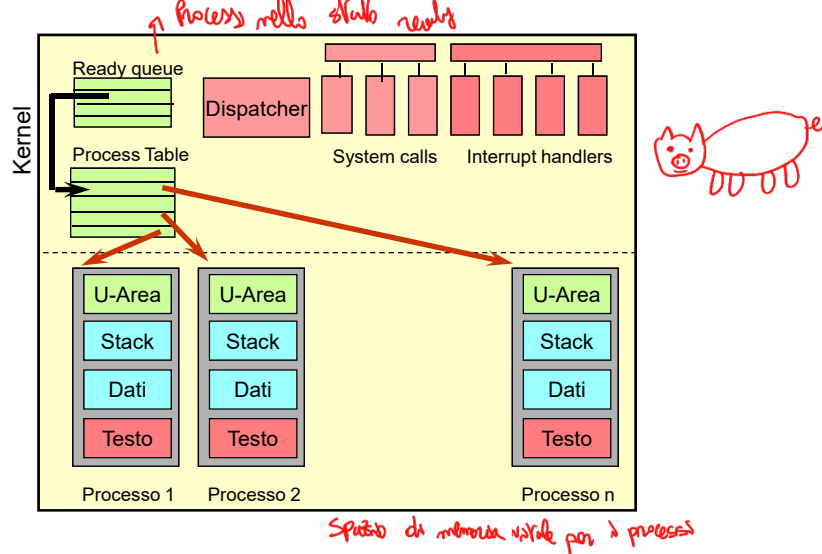 Processi nello stato ready
Ready queue
Dispatcher
System calls
Interrupt handlers
Kernel
Process Table
U-Area
Stack
Dati
Testo
Processo 1
U-Area
Stack
Dati
Testo
Processo 2
U-Area
Stack
Dati
Testo
Processo n
Spazio di memoria per i processi